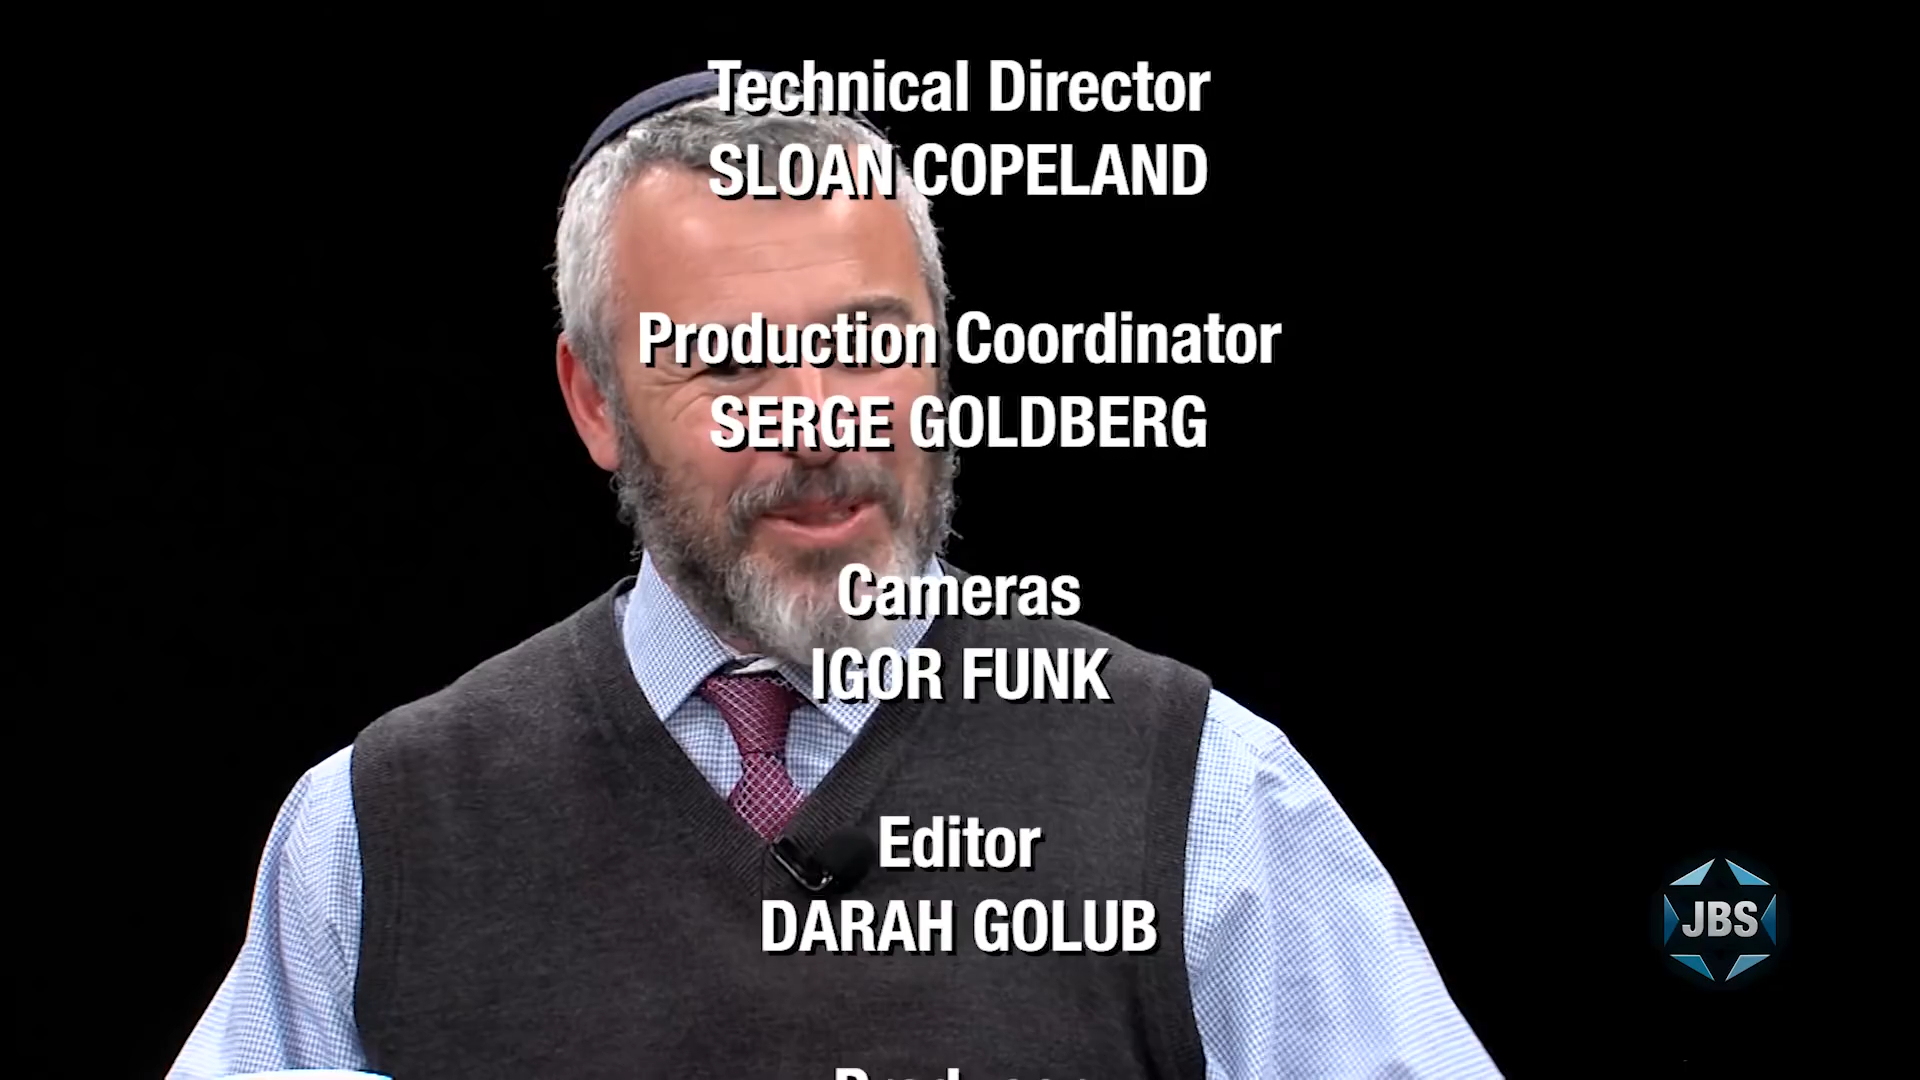 Technical Director
SLOAN COPELAND
Production Coordinator
SERGE GOLDBERG
Cameras
IGOR FUNK
Editor
DARAH GOLUB
JBS